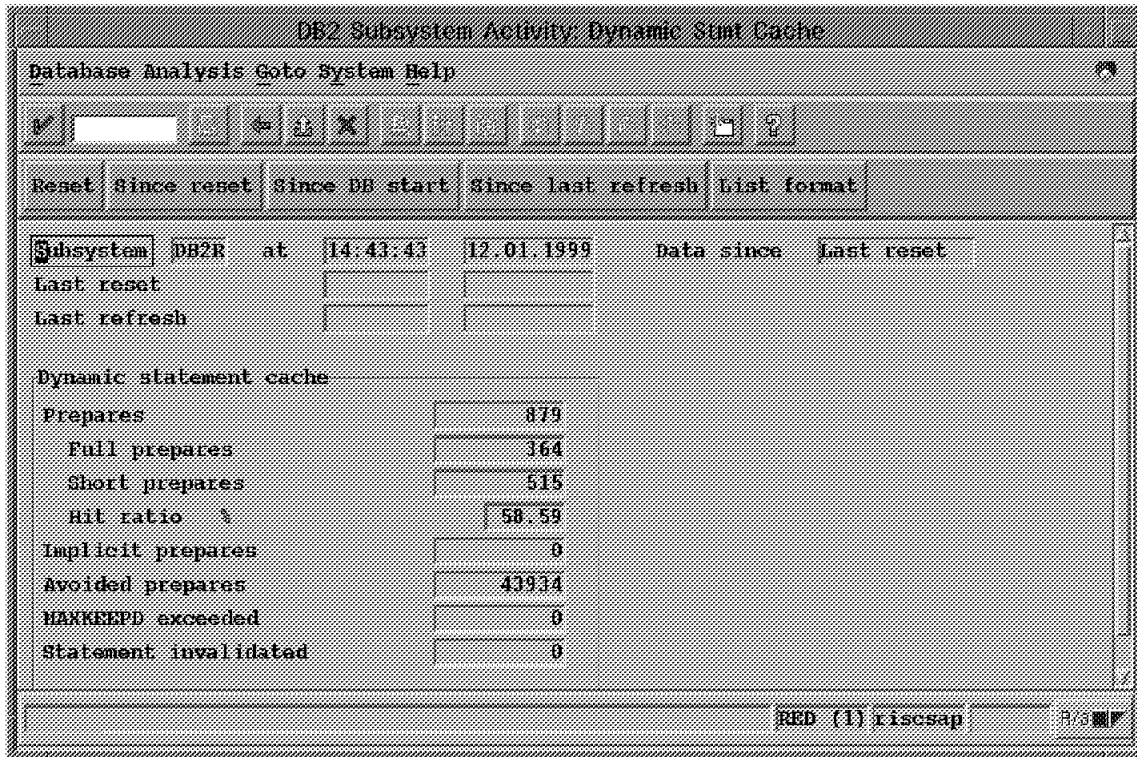 DB2 Subsystem Activity: Dynamic Stmt Cache
Database Analysis Goto System Help
Reset Since reset Since DB start Since last refresh List format
Subsystem DB2R at 14:43:43 12.01.1999 Data since Last reset
Last reset
Last refresh
Dynamic statement cache
Prepares 879
Full prepares 364
Short prepares 515
Hit ratio % 58.59
Implicit prepares 0
Avoided prepares 43934
MAXKEEPD exceeded 0
Statement invalidated 0
RED (1) riscsap R/3